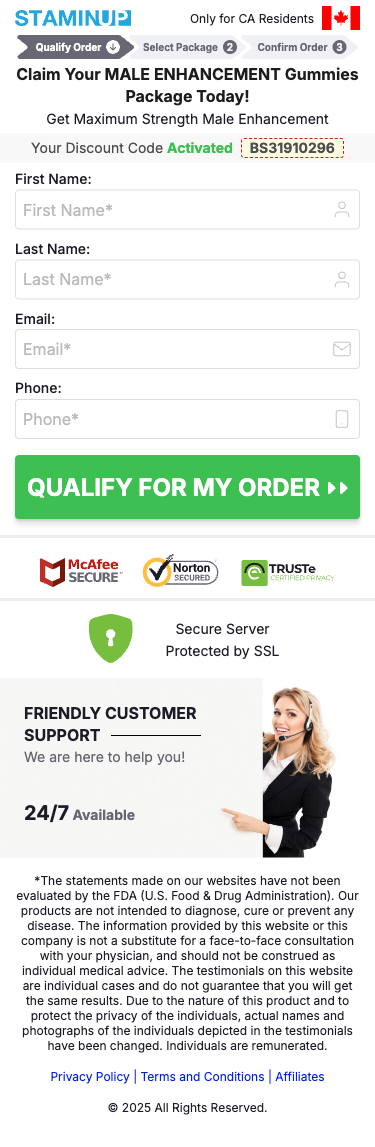 STAMINUP
Only for CA Residents
Qualify Order
Select Package 2
Confirm Order 3
Claim Your MALE ENHANCEMENT Gummies
Package Today!
Get Maximum Strength Male Enhancement
Your Discount Code Activated BS31910296
First Name:
First Name*
Last Name:
Last Name*
Email:
Email*
Phone:
Phone*
QUALIFY FOR MY ORDER
McAfee
SECURE
Norton
SECURED
TRUSTe
CERTIFIED PRIVACY
Secure Server
Protected by SSL
FRIENDLY CUSTOMER
SUPPORT
We are here to help you!
24/7 Available
*The statements made on our websites have not been
evaluated by the FDA (U.S. Food & Drug Administration). Our
products are not intended to diagnose, cure or prevent any
disease. The information provided by this website or this
company is not a substitute for a face-to-face consultation
with your physician, and should not be construed as
individual medical advice. The testimonials on this website
are individual cases and do not guarantee that you will get
the same results. Due to the nature of this product and to
protect the privacy of the individuals, actual names and
photographs of the individuals depicted in the testimonials
have been changed. Individuals are remunerated.
Privacy Policy | Terms and Conditions | Affiliates
© 2025 All Rights Reserved.